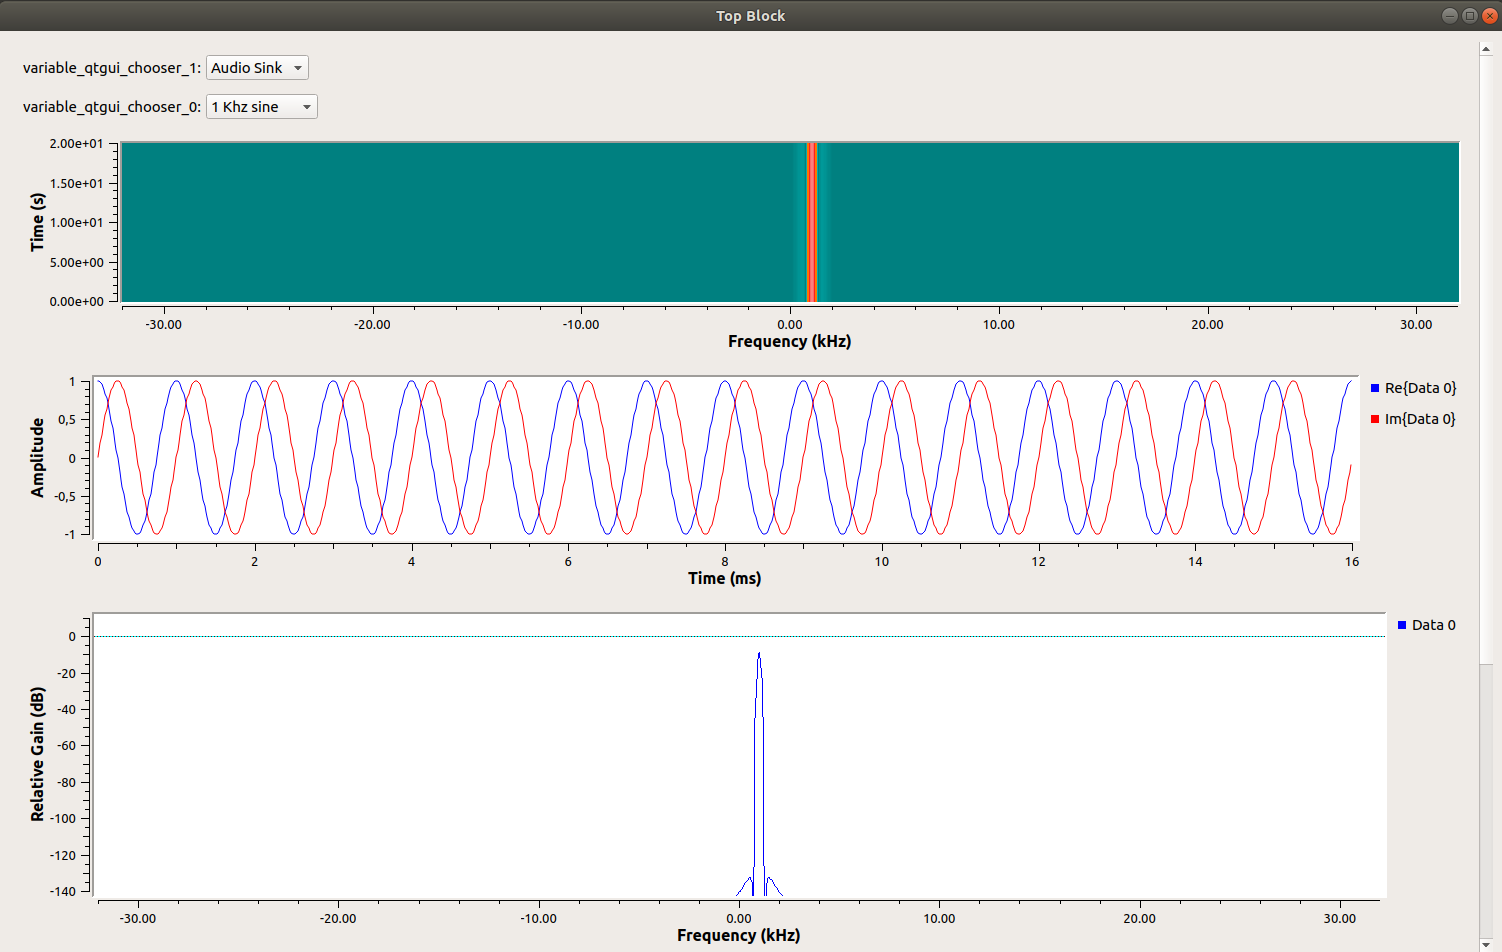 Top Block
variable_qtgui_chooser_1: Audio Sink
variable_qtgui_chooser_0: 1 Khz sine
2.00e+01
1.50e+01
1.00e+01
5.00e+00
0.00e+00
Time (s)
-30.00 -20.00 -10.00 0.00 10.00 20.00 30.00
Frequency (kHz)
1
0,5
0
-0,5
-1
Amplitude
Re{Data 0}
Im{Data 0}
0 2 4 6 8 10 12 14 16
Time (ms)
0
-20
-40
-60
-80
-100
-120
-140
Relative Gain (dB)
Data 0
-30.00 -20.00 -10.00 0.00 10.00 20.00 30.00
Frequency (kHz)